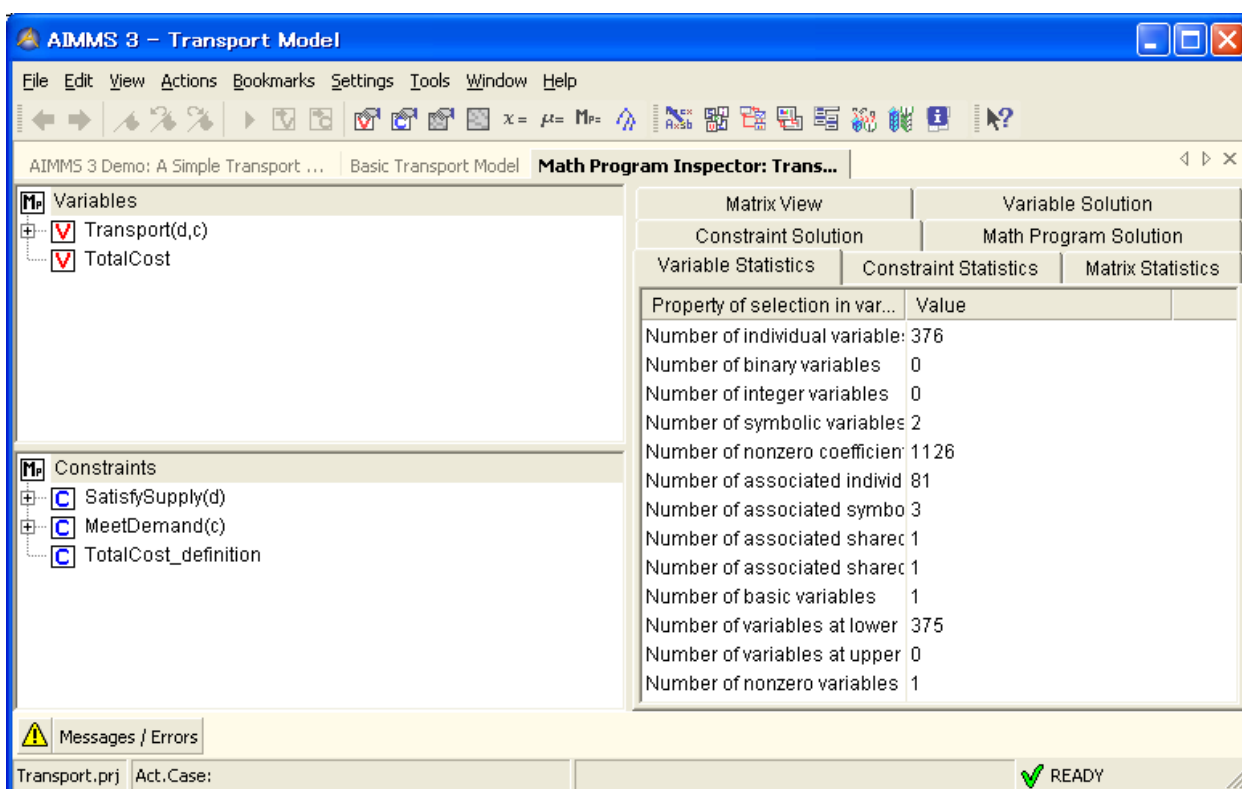 AIMMS 3 - Transport Model
File Edit View Actions Bookmarks Settings Tools Window Help
x= μ= MP=
AIMMS 3 Demo: A Simple Transport ... Basic Transport Model Math Program Inspector: Trans...
MP Variables
V Transport(d,c)
V TotalCost
MP Constraints
C SatisfySupply(d)
C MeetDemand(c)
C TotalCost_definition
Matrix View Variable Solution
Constraint Solution Math Program Solution
Variable Statistics Constraint Statistics Matrix Statistics
Property of selection in var... Value
Number of individual variable 376
Number of binary variables 0
Number of integer variables 0
Number of symbolic variables 2
Number of nonzero coefficien 1126
Number of associated individ 81
Number of associated symbo 3
Number of associated shared 1
Number of associated shared 1
Number of basic variables 1
Number of variables at lower 375
Number of variables at upper 0
Number of nonzero variables 1
Messages / Errors
Transport.prj Act.Case: READY